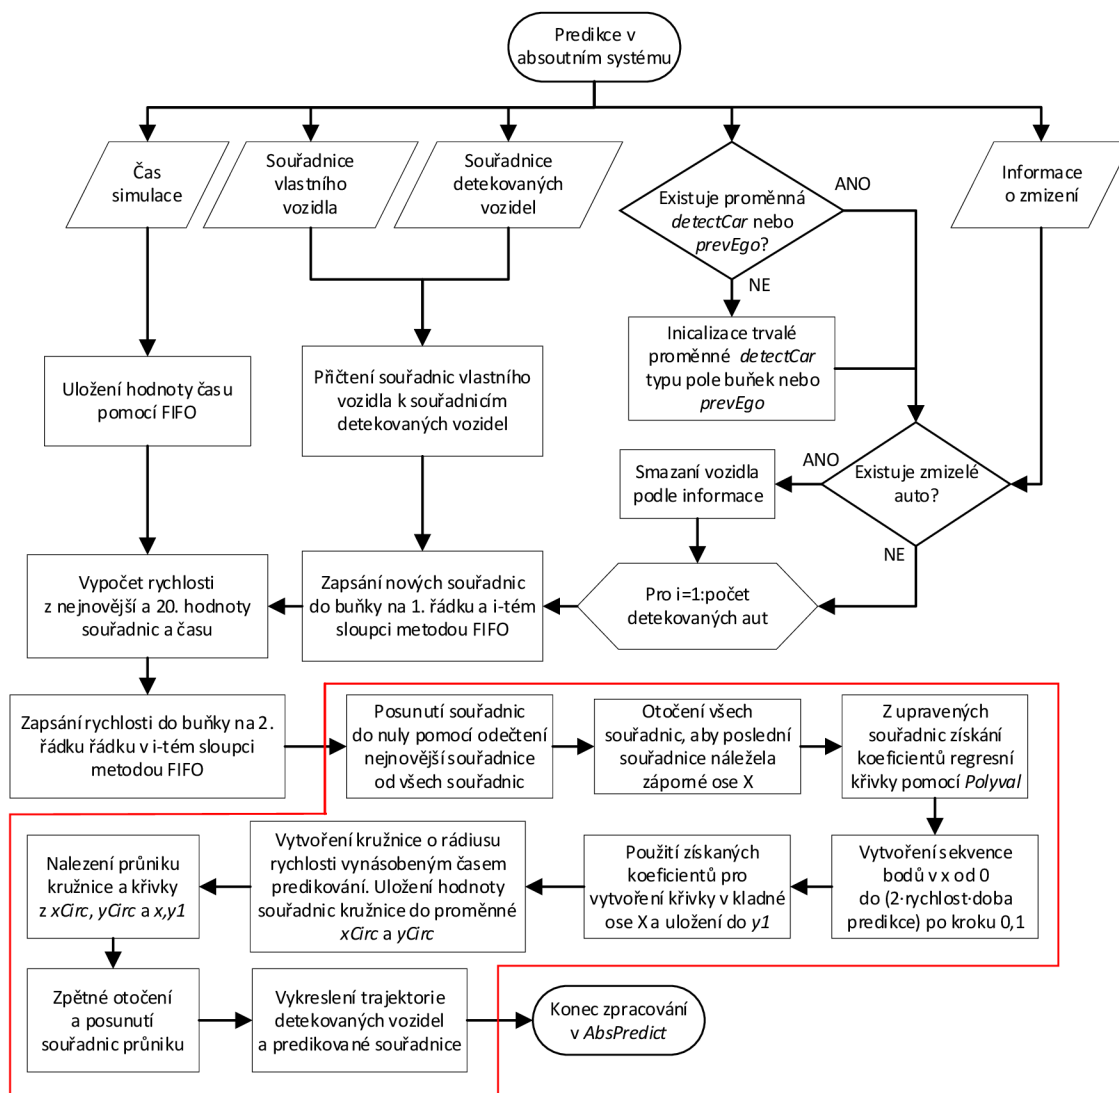 Predikce v
absoutním systému
Čas
simulace
Souřadnice
vlastního
vozidla
Souřadnice
detekovaných
vozidel
Existuje proměnná
detectCar nebo
prevEgo?
ANO
NE
Informace
o zmizení
Inicalizace trvalé
proměnné detectCar
typu pole buňek nebo
prevEgo
Uložení hodnoty času
pomocí FIFO
Přičtení souřadnic vlastního
vozidla k souřadnicím
detekovaných vozidel
Existuje zmizelé
auto?
ANO
NE
Smazaní vozidla
podle informace
Pro i=1:počet
detekovaných aut
Zapsání nových souřadnic
do buňky na 1. řádku a i-tém
sloupci metodou FIFO
Vypočet rychlosti
z nejnovější a 20. hodnoty
souřadnic a času
Zapsání rychlosti do buňky na 2.
řádku řádku v i-tém sloupci
metodou FIFO
Posunutí souřadnic
do nuly pomocí odečtení
nejnovější souřadnice
od všech souřadnic
Otočení všech
souřadnic, aby poslední
souřadnice náležela
záporné ose X
Z upravených
souřadnic získání
koeficientů regresní
křivky pomocí Polyval
Vytvoření sekvence
bodů v x od 0
do (2·rychlost·doba
predikce) po kroku 0,1
Použití získaných
koeficientů pro
vytvoření křivky v kladné
ose X a uložení do y1
Vytvoření kružnice o rádiusu
rychlosti vynásobeným časem
predikování. Uložení hodnoty
souřadnic kružnice do proměnné
xCirc a yCirc
Nalezení průniku
kružnice a křivky
z xCirc, yCirc a x,y1
Zpětné otočení
a posunutí
souřadnic průniku
Vykreslení trajektorie
detekovaných vozidel
a predikované souřadnice
Konec zpracování
v AbsPredict